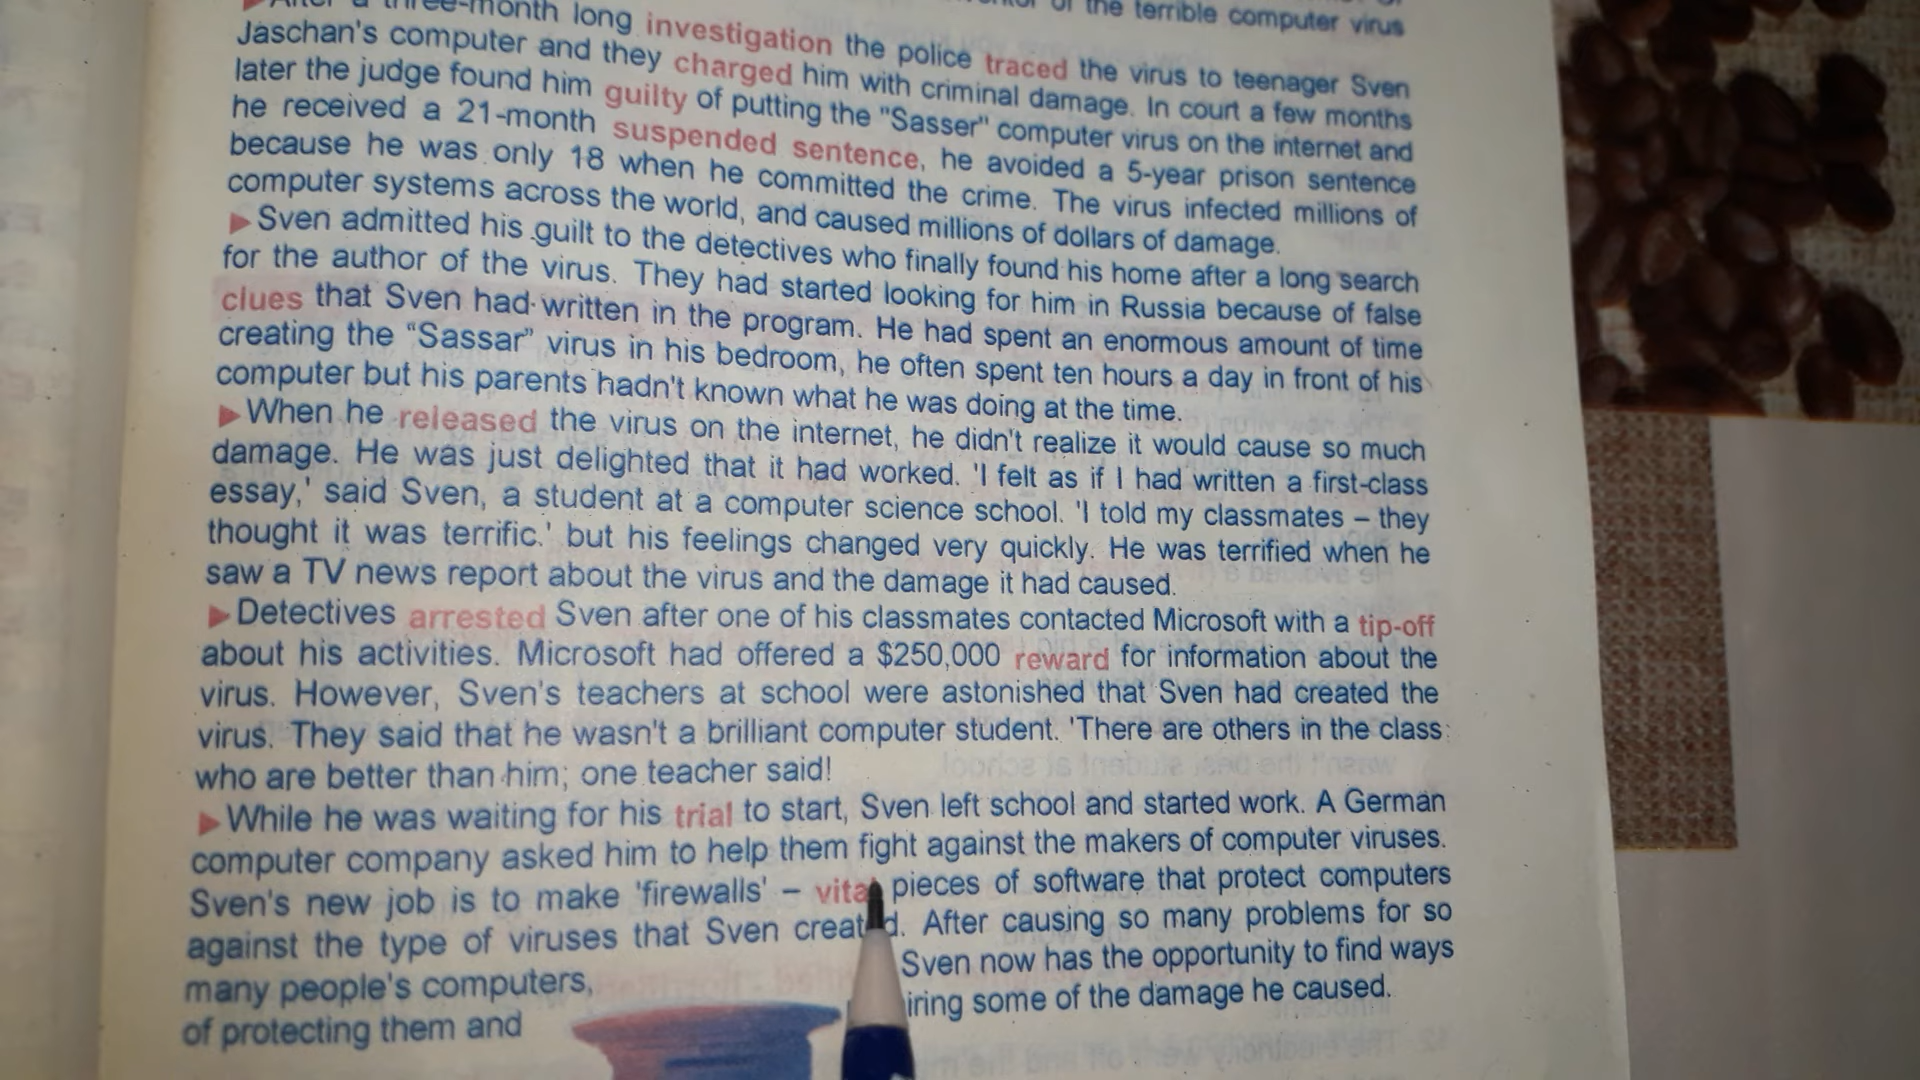 of the terrible computer virus
a three-month long investigation the police traced the virus to teenager Sven
Jaschan's computer and they charged him with criminal damage. In court a few months
later the judge found him guilty of putting the "Sasser" computer virus on the internet and
he received a 21-month suspended sentence, he avoided a 5-year prison sentence
because he was only 18 when he committed the crime. The virus infected millions of
computer systems across the world, and caused millions of dollars of damage.
▶Sven admitted his guilt to the detectives who finally found his home after a long search
for the author of the virus. They had started looking for him in Russia because of false
clues that Sven had written in the program. He had spent an enormous amount of time
creating the “Sassar” virus in his bedroom, he often spent ten hours a day in front of his
computer but his parents hadn't known what he was doing at the time.
▶When he released the virus on the internet, he didn't realize it would cause so much
damage. He was just delighted that it had worked. 'I felt as if I had written a first-class
essay,' said Sven, a student at a computer science school. 'I told my classmates – they
thought it was terrific.' but his feelings changed very quickly. He was terrified when he
saw a TV news report about the virus and the damage it had caused.
▶Detectives arrested Sven after one of his classmates contacted Microsoft with a tip-off
about his activities. Microsoft had offered a $250,000 reward for information about the
virus. However, Sven's teachers at school were astonished that Sven had created the
virus. They said that he wasn't a brilliant computer student. 'There are others in the class
who are better than him; one teacher said!
▶While he was waiting for his trial to start, Sven left school and started work. A German
computer company asked him to help them fight against the makers of computer viruses.
Sven's new job is to make 'firewalls' – vital pieces of software that protect computers
against the type of viruses that Sven created. After causing so many problems for so
many people's computers, Sven now has the opportunity to find ways
of protecting them and some of the damage he caused.